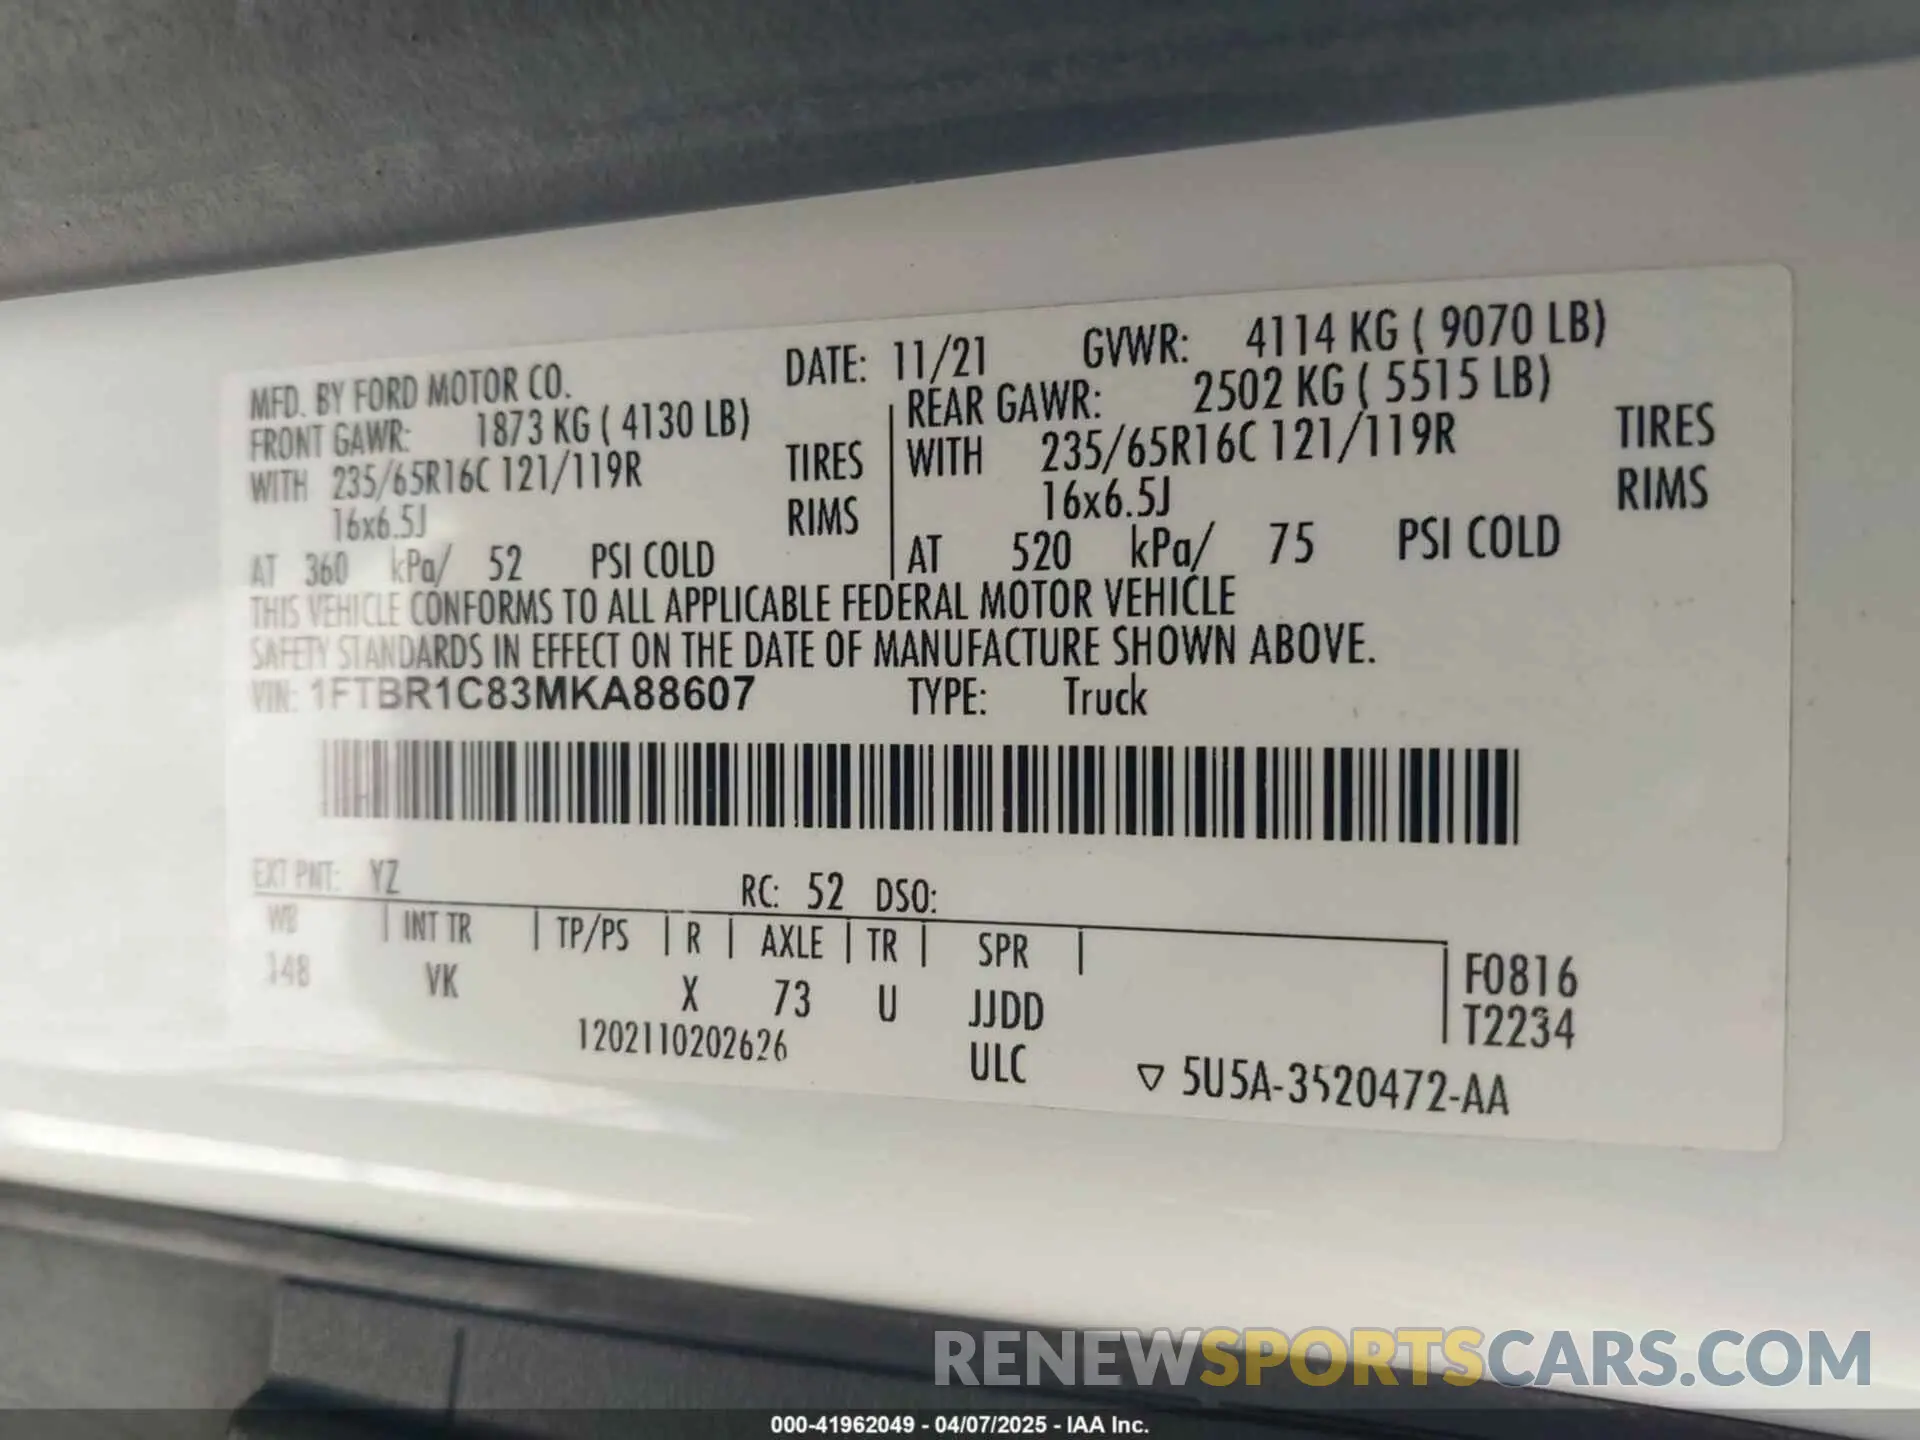 MFD. BY FORD MOTOR CO. DATE: 11/21 GVWR: 4114 KG ( 9070 LB)
FRONT GAWR: 1873 KG ( 4130 LB) REAR GAWR: 2502 KG ( 5515 LB)
WITH 235/65R16C 121/119R TIRES WITH 235/65R16C 121/119R TIRES
16x6.5J RIMS 16x6.5J RIMS
AT 360 kPa/ 52 PSI COLD AT 520 kPa/ 75 PSI COLD
THIS VEHICLE CONFORMS TO ALL APPLICABLE FEDERAL MOTOR VEHICLE
SAFETY STANDARDS IN EFFECT ON THE DATE OF MANUFACTURE SHOWN ABOVE.
VIN: 1FTBR1C83MKA88607 TYPE: Truck
EXT PNT: YZ RC: 52 DSO:
WB | INT TR | TP/PS | R | AXLE | TR | SPR |
148 VK X 73 U JJDD
F0816
T2234
1202110202626 ULC
▽ 5U5A-3520472-AA
RENEWSPORTSCARS.COM
000-41962049 - 04/07/2025 - IAA Inc.